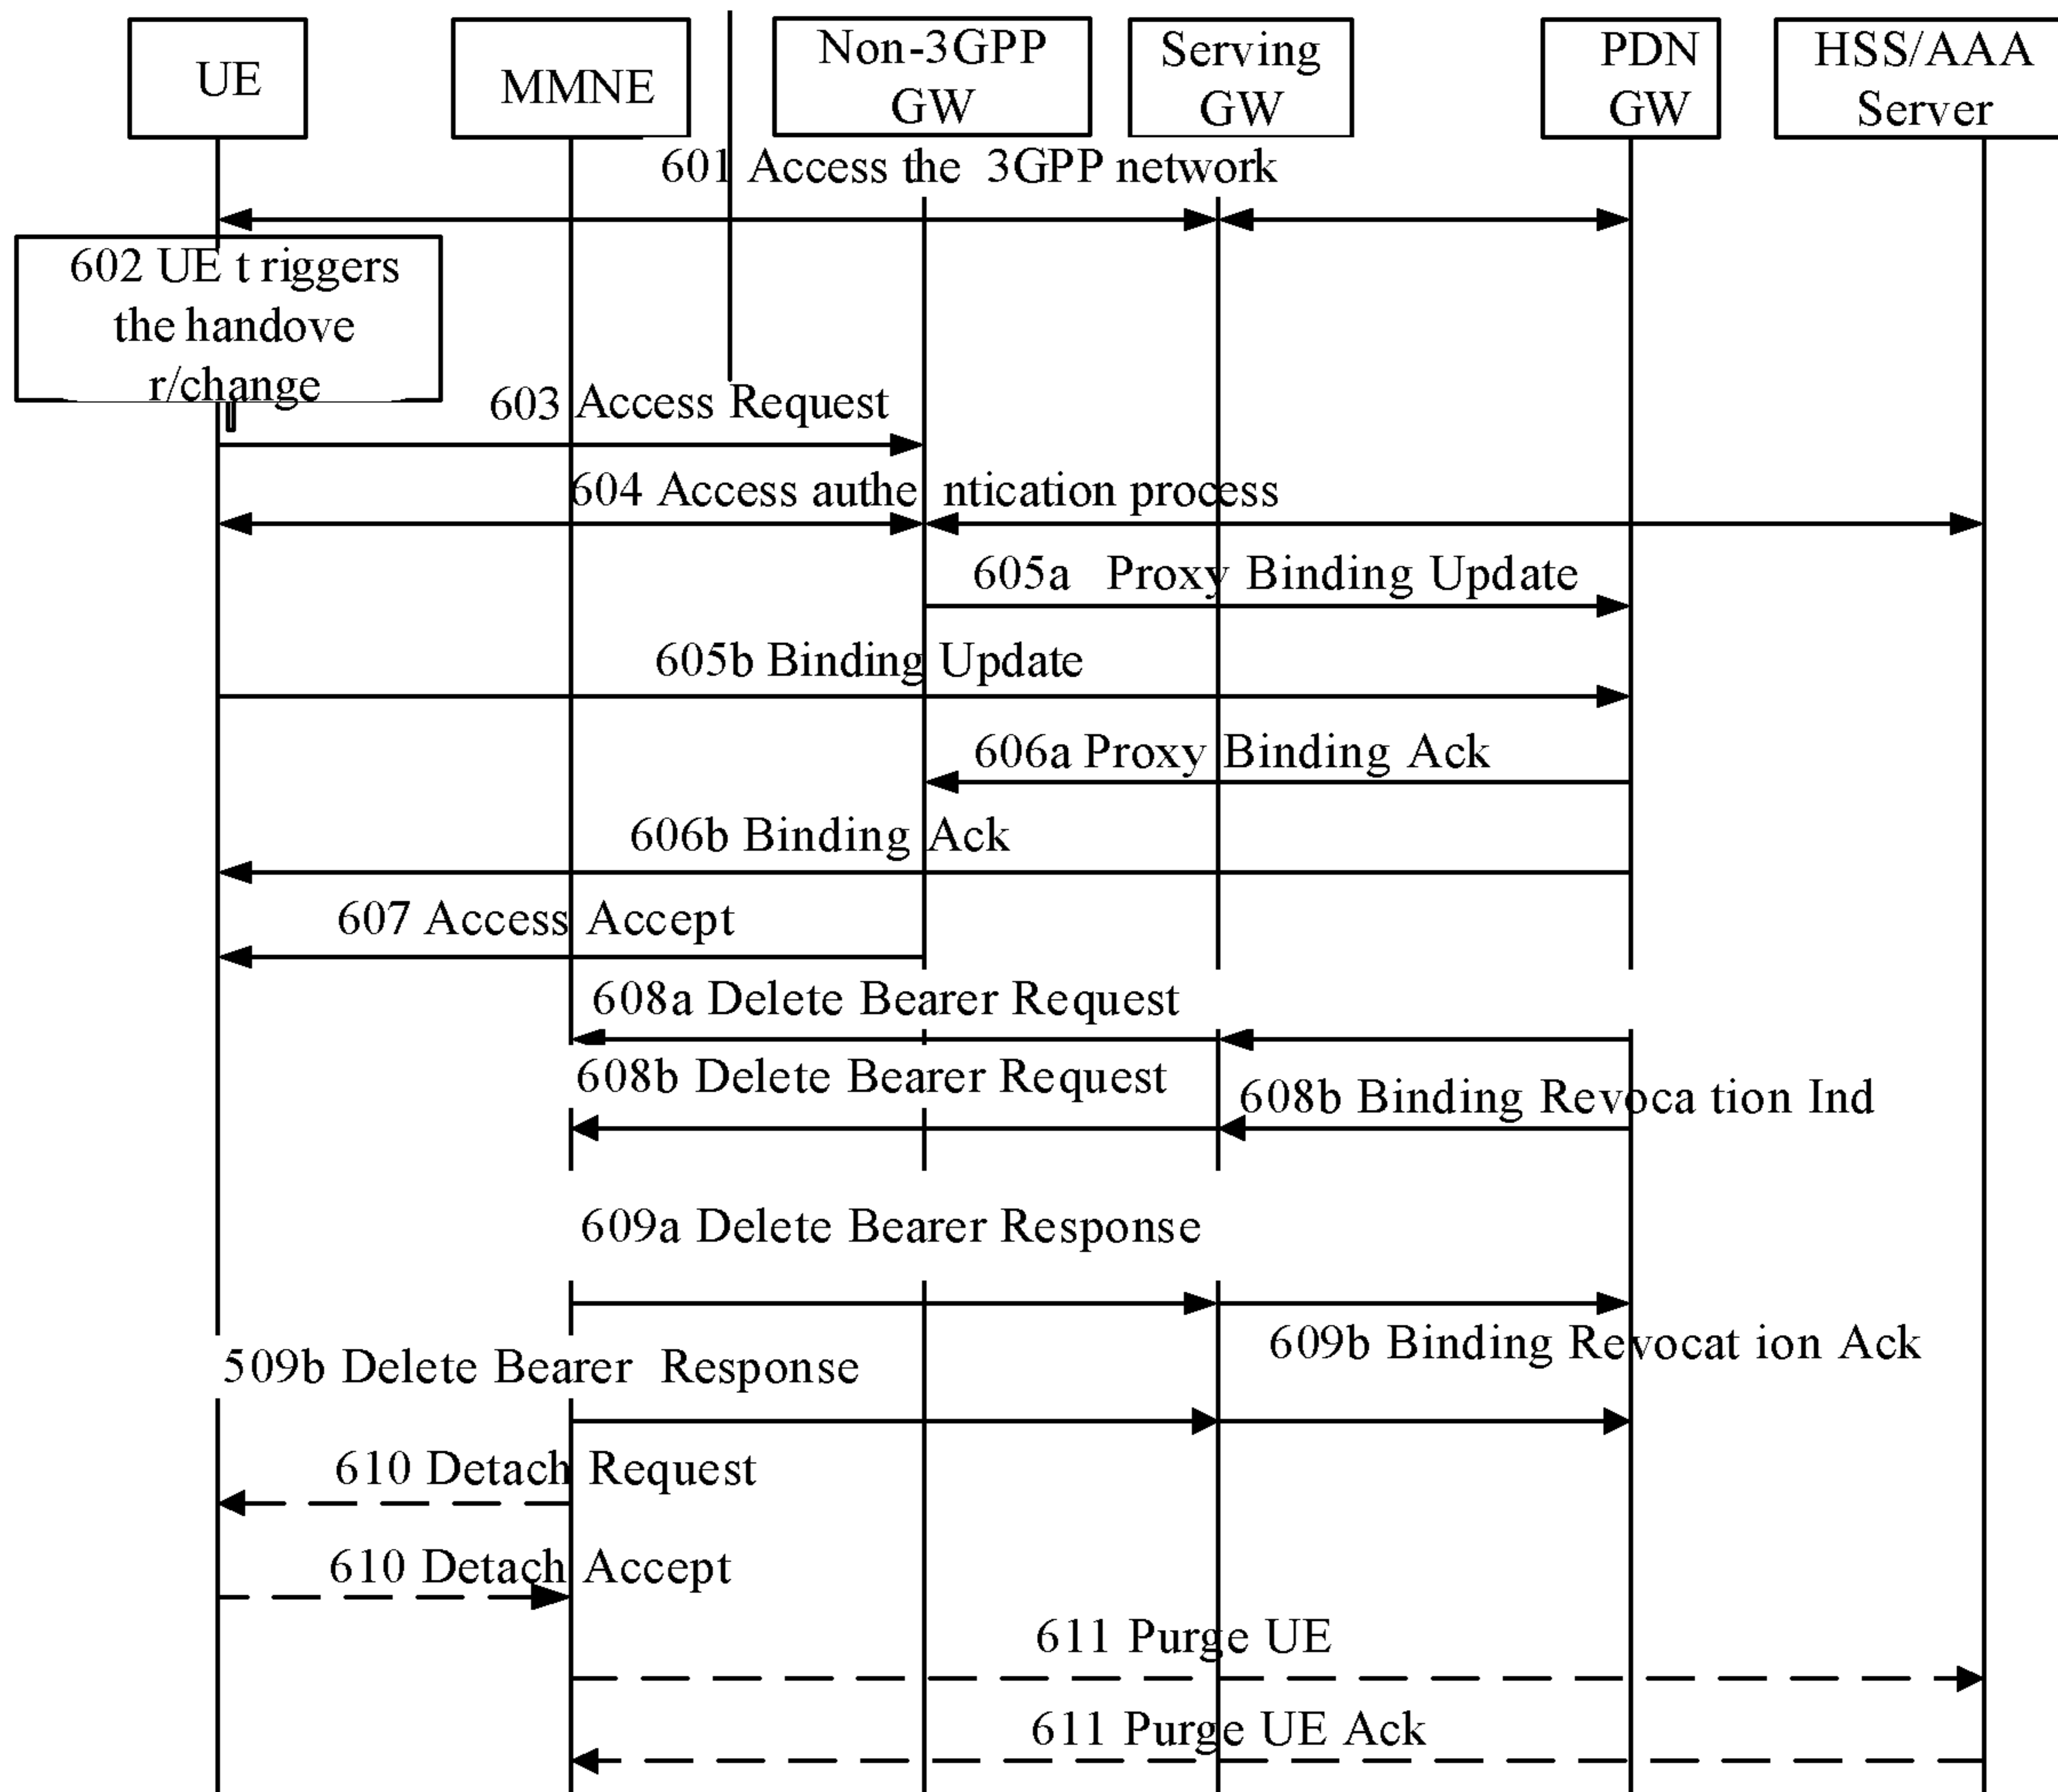 UE
MMNE
Non-3GPP
GW
Serving
GW
PDN
GW
HSS/AAA
Server
601 Access the 3GPP network
602 UE t riggers
the handove
r/change
603 Access Request
604 Access authe ntication process
605a Proxy Binding Update
605b Binding Update
606a Proxy Binding Ack
606b Binding Ack
607 Access Accept
608a Delete Bearer Request
608b Delete Bearer Request
608b Binding Revoca tion Ind
609a Delete Bearer Response
609b Binding Revocat ion Ack
509b Delete Bearer Response
610 Detach Request
610 Detach Accept
611 Purge UE
611 Purge UE Ack